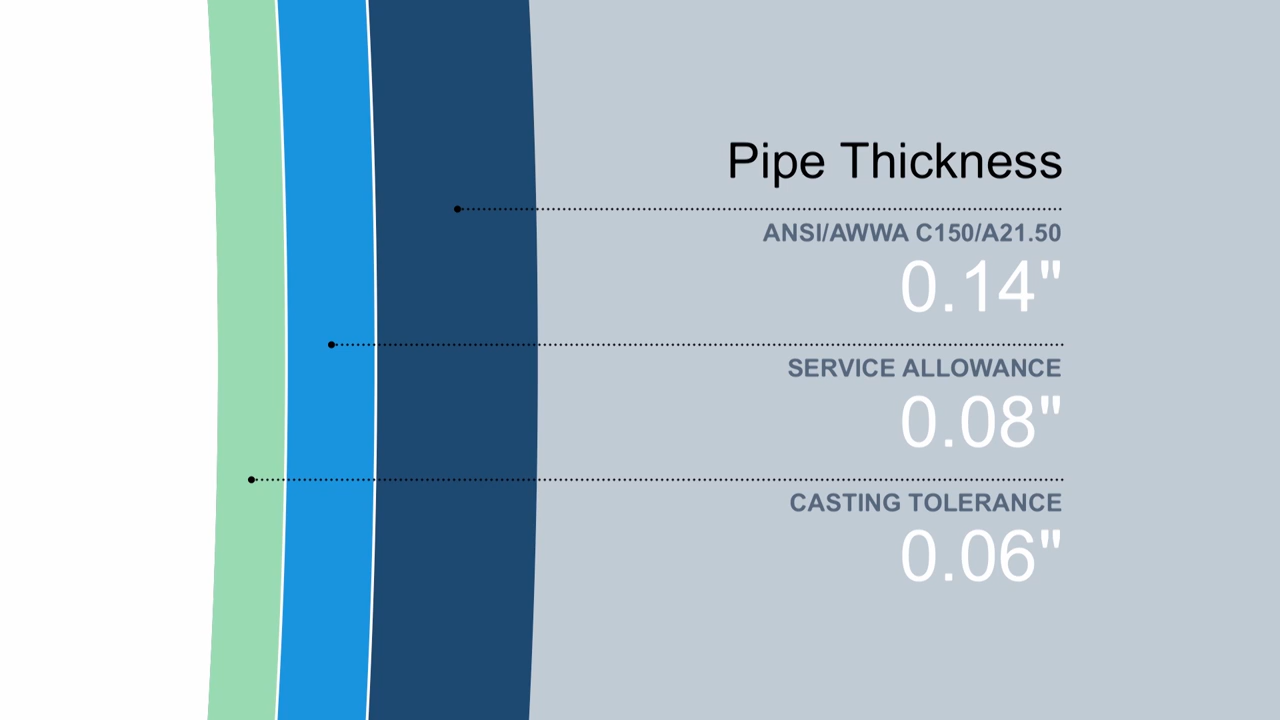 Pipe Thickness
ANSI/AWWA C150/A21.50
0.14"
SERVICE ALLOWANCE
0.08"
CASTING TOLERANCE
0.06"